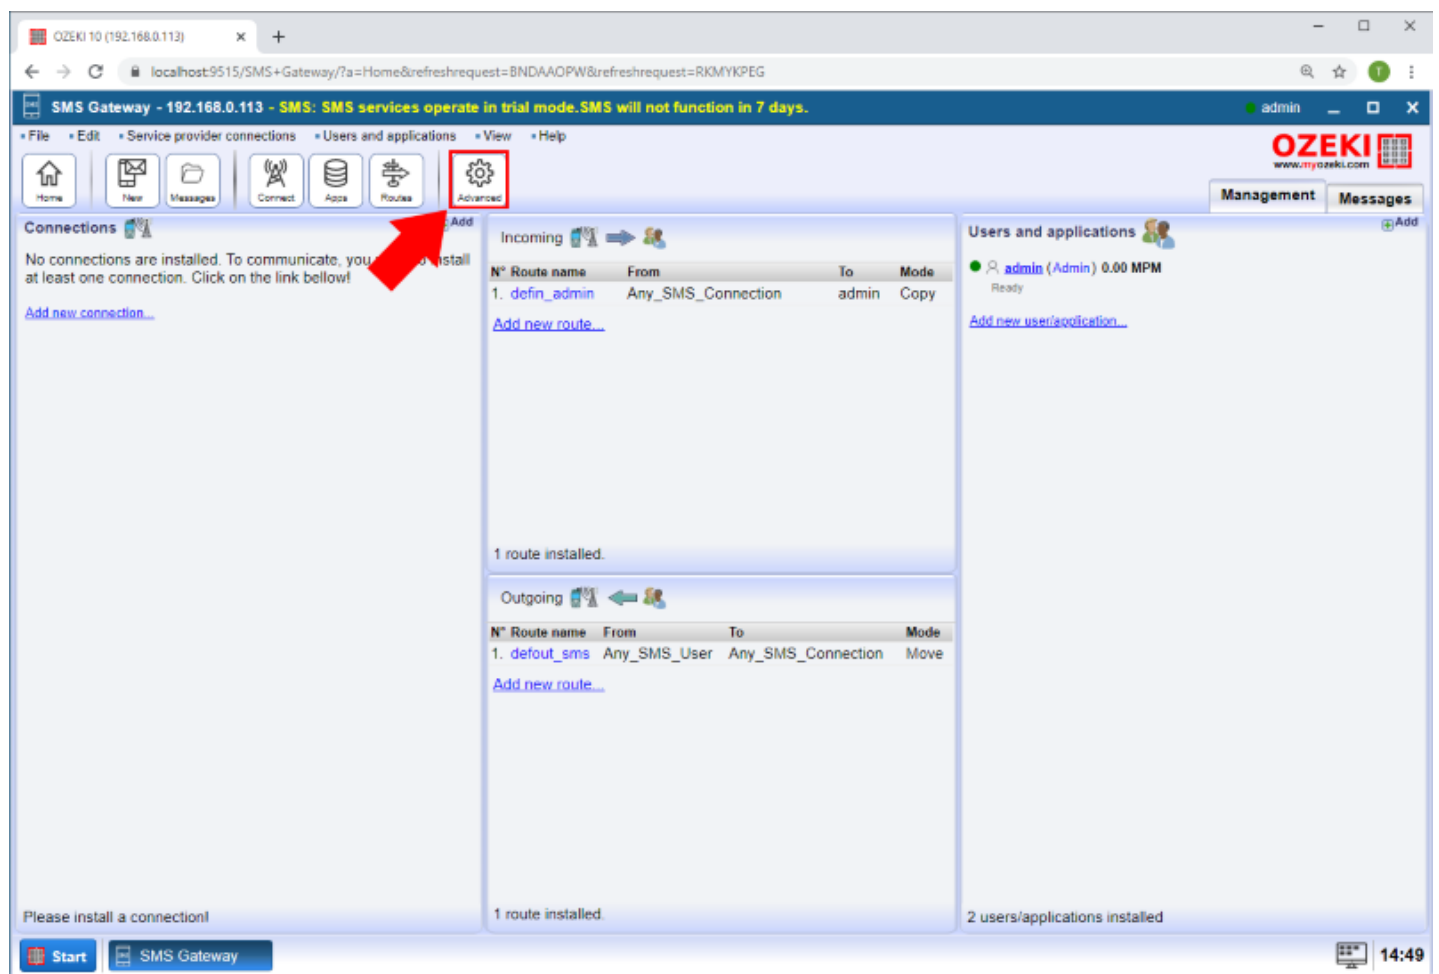 OZEKI 10 (192.168.0.113)
localhost:9515/SMS+Gateway/?a=Home&refreshrequest=BNDAAOPW&refreshrequest=RKMYKPEG
T
SMS Gateway - 192.168.0.113 - SMS: SMS services operate in trial mode.SMS will not function in 7 days.
admin
File Edit Service provider connections Users and applications View Help
OZEKI
www.myozeki.com
Home New Messages Connect Apps Routes Advanced
Management Messages
Connections
Add
No connections are installed. To communicate, you install
at least one connection. Click on the link bellow!
Add new connection...
Incoming
N° Route name From To Mode
1. defin_admin Any_SMS_Connection admin Copy
Add new route...
1 route installed.
Outgoing
N° Route name From To Mode
1. defout_sms Any_SMS_User Any_SMS_Connection Move
Add new route...
1 route installed.
Users and applications
Add
admin (Admin) 0.00 MPM
Ready
Add new user/application...
Please install a connection!
2 users/applications installed
Start
SMS Gateway
14:49